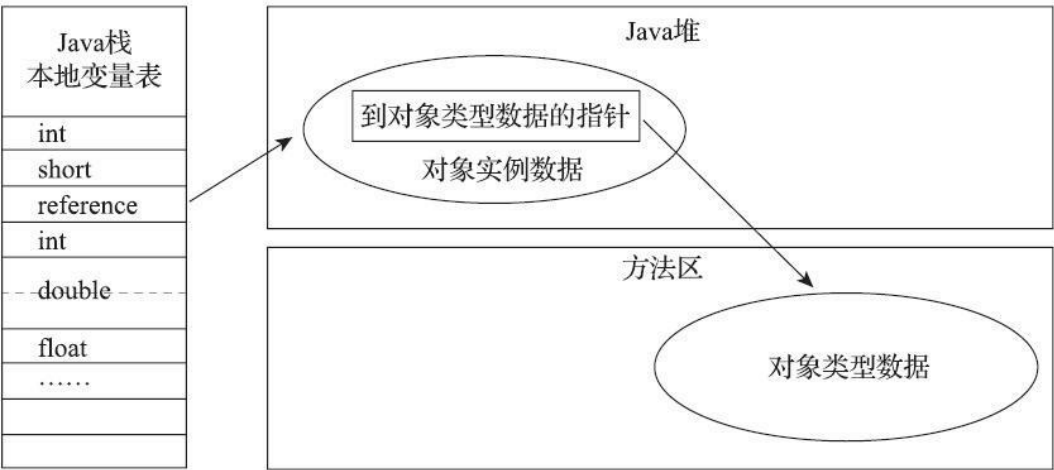 Java栈
本地变量表
int
short
reference
int
double
float
……
Java堆
到对象类型数据的指针
对象实例数据
方法区
对象类型数据